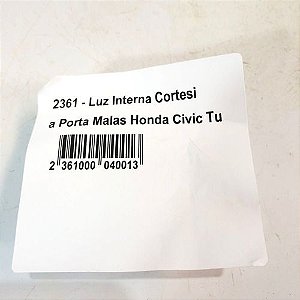 2361 - Luz Interna Cortesi
a Porta Malas Honda Civic Tu
2 361000 040013